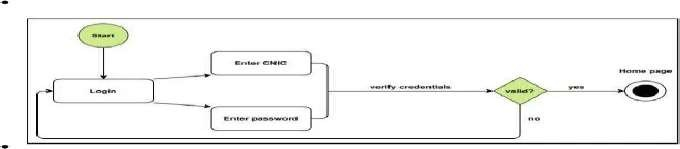 Start
Home page
Enter CNIC
Login
verify credentials
valid?
yes
Enter password
no